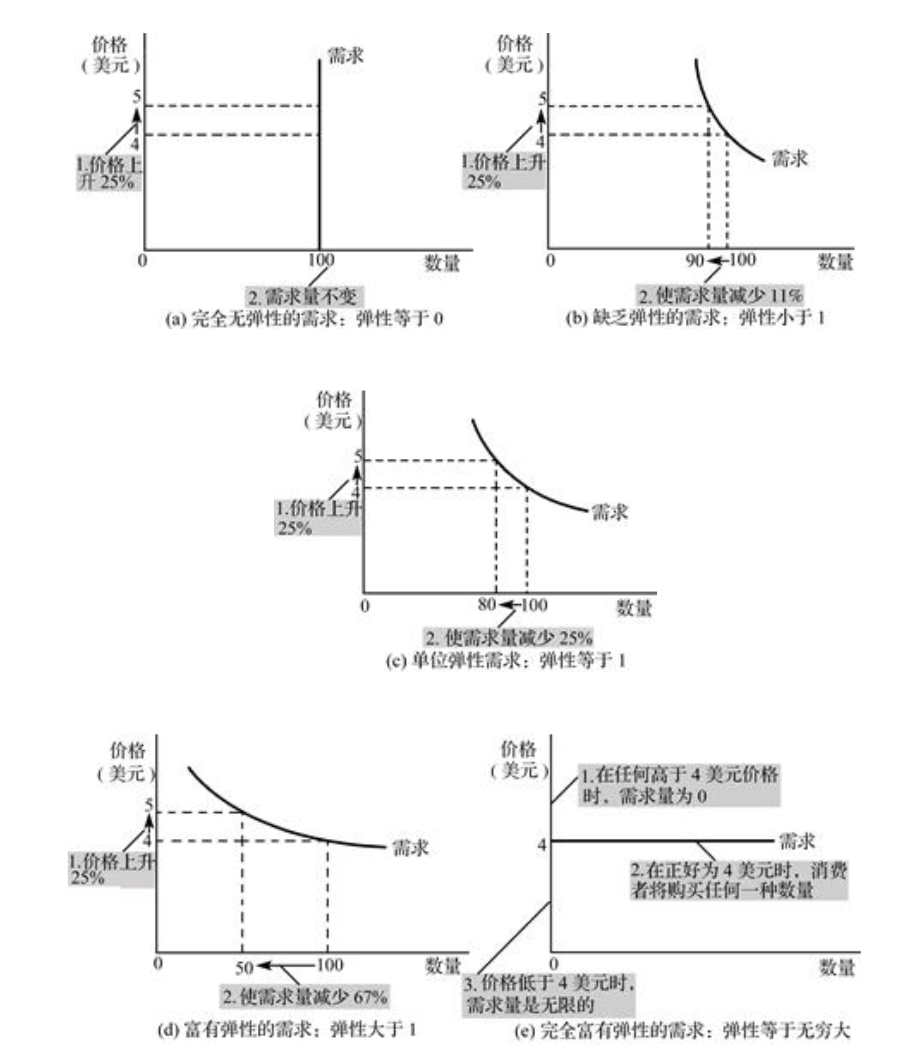 价格
(美元)
需求
5
4
1.价格上
升 25%
0
100
数量
2. 需求量不变
(a) 完全无弹性的需求：弹性等于 0
价格
(美元)
5
4
1.价格上升
25%
需求
0
90
100
数量
2. 使需求量减少 11%
(b) 缺乏弹性的需求：弹性小于 1
价格
(美元)
5
4
1.价格上升
25%
需求
0
80
100
数量
2. 使需求量减少 25%
(c) 单位弹性需求：弹性等于 1
价格
(美元)
5
4
1.价格上升
25%
需求
0
50
100
数量
2. 使需求量减少 67%
(d) 富有弹性的需求；弹性大于 1
价格
(美元)
1.在任何高于 4 美元价格
时，需求量为 0
4
需求
2.在正好为 4 美元时，消费
者将购买任何一种数量
0
数量
3. 价格低于 4 美元时，
需求量是无限的
(e) 完全富有弹性的需求：弹性等于无穷大